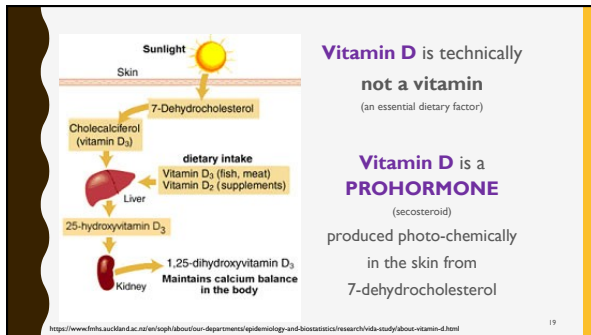 Sunlight
Skin
7-Dehydrocholesterol
Cholecalciferol
(vitamin D₃)
dietary intake
Vitamin D₃ (fish, meat)
Vitamin D₂ (supplements)
Liver
25-hydroxyvitamin D₃
1,25-dihydroxyvitamin D₃
Maintains calcium balance
in the body
Kidney
Vitamin D is technically
not a vitamin
(an essential dietary factor)
Vitamin D is a
PROHORMONE
(secosteroid)
produced photo-chemically
in the skin from
7-dehydrocholesterol
https://www.fmhs.auckland.ac.nz/en/soph/about/our-departments/epidemiology-and-biostatistics/research/vida-study/about-vitamin-d.html
19